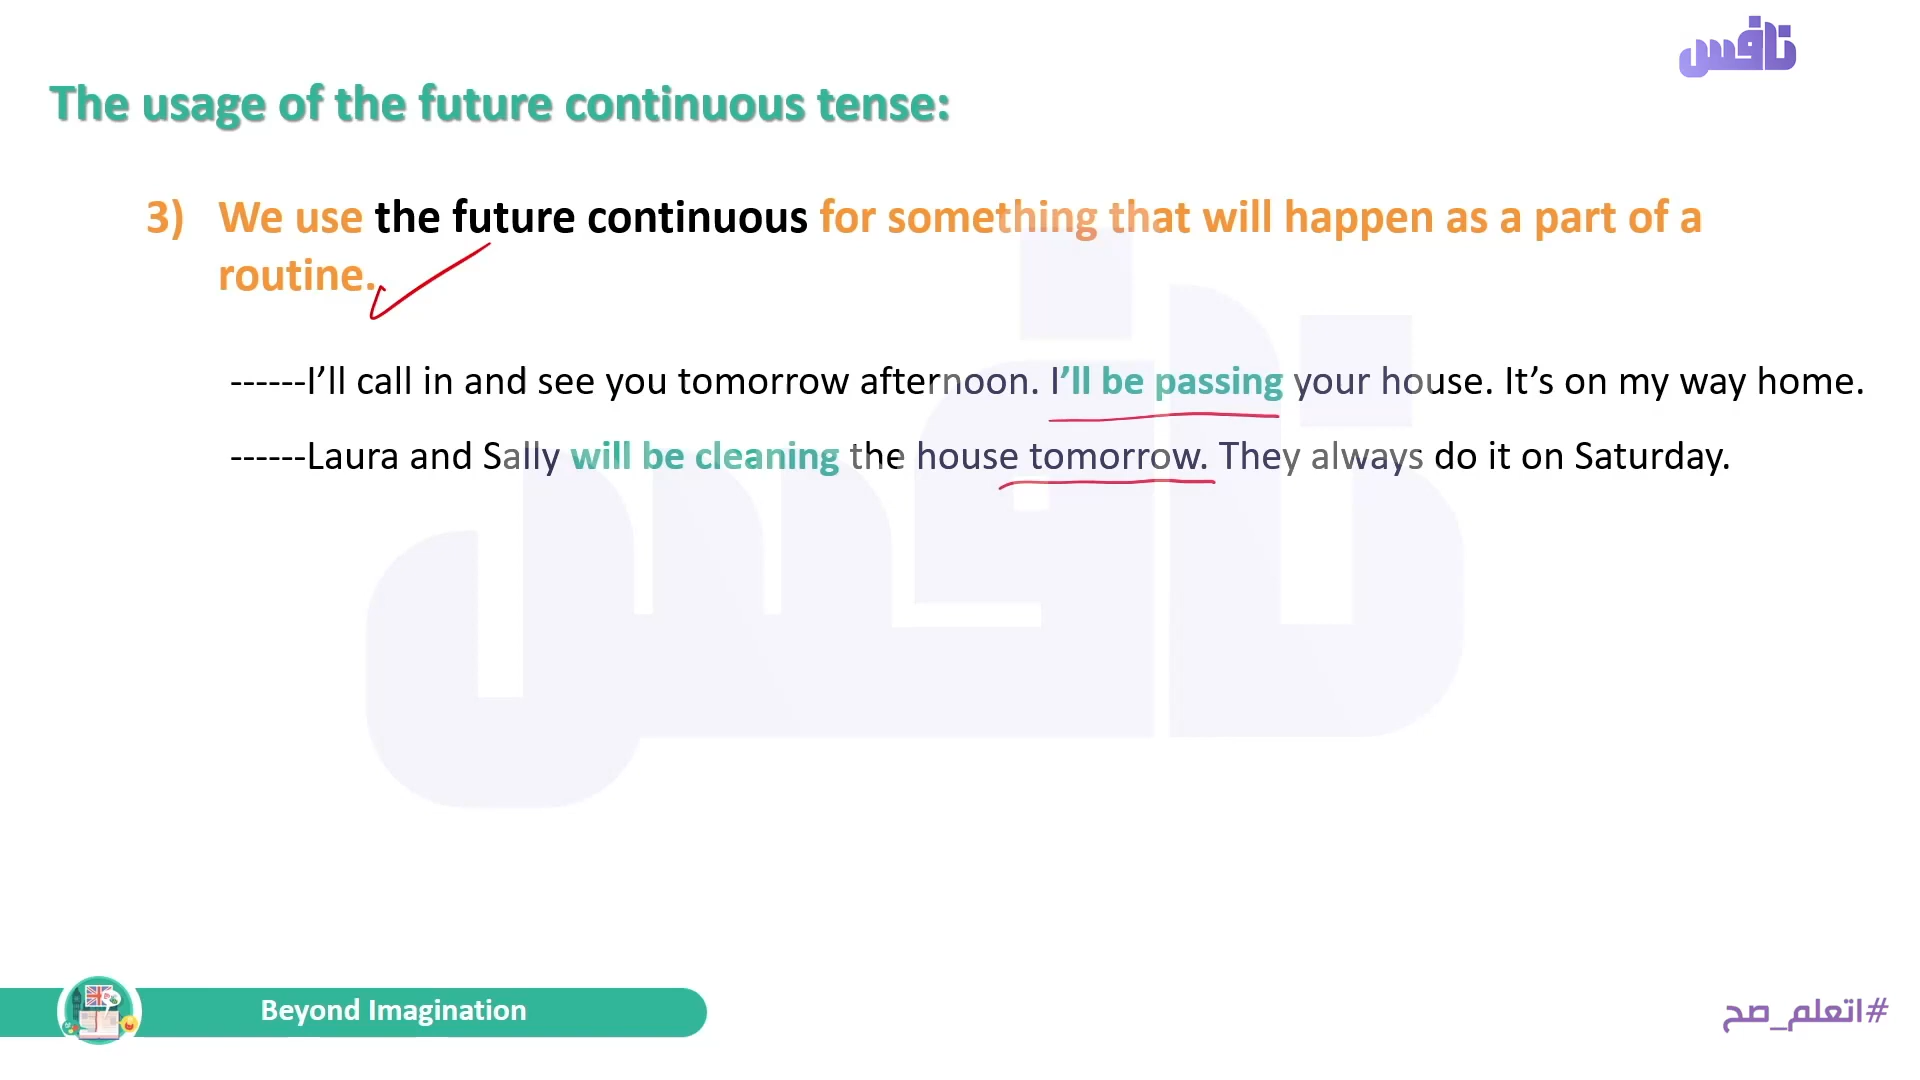 نافس
The usage of the future continuous tense:
3) We use the future continuous for something that will happen as a part of a
routine.
------I’ll call in and see you tomorrow afternoon. I’ll be passing your house. It’s on my way home.
------Laura and Sally will be cleaning the house tomorrow. They always do it on Saturday.
نافس
Beyond Imagination
#اتعلم_صح